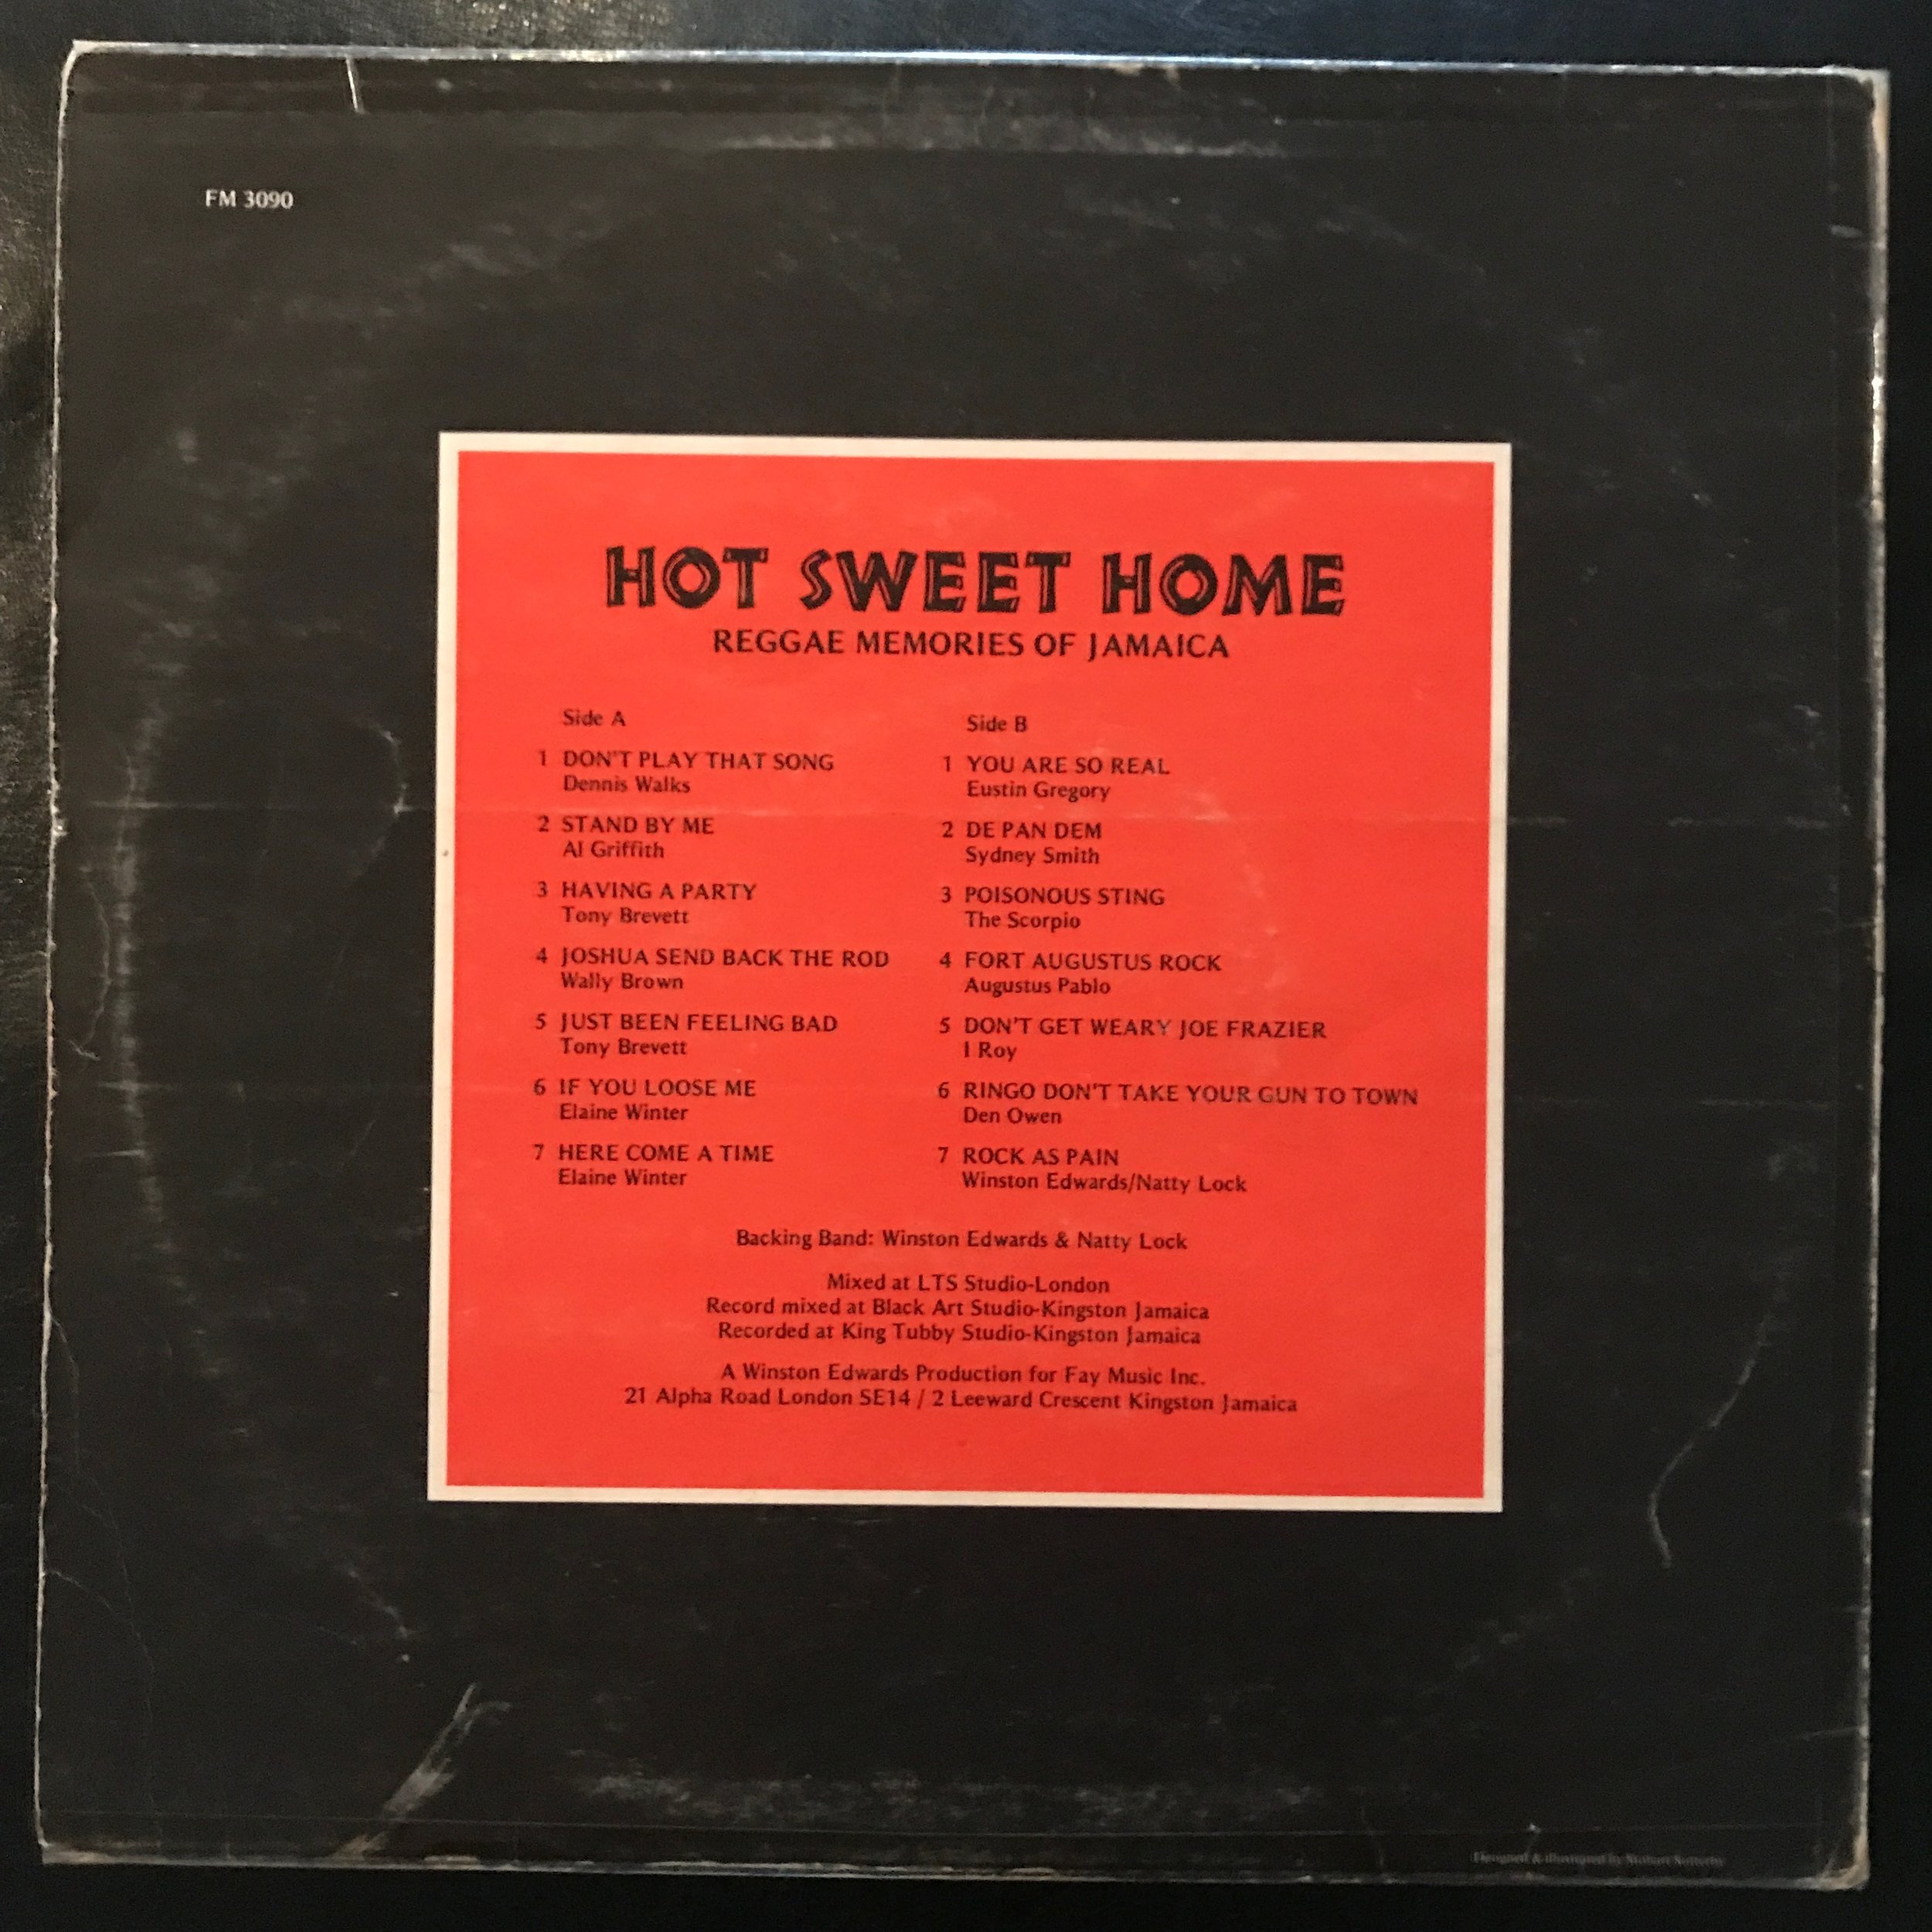 FM 3090
HOT SWEET HOME
REGGAE MEMORIES OF JAMAICA
Side A
1 DON'T PLAY THAT SONG
Dennis Walks
2 STAND BY ME
Al Griffith
3 HAVING A PARTY
Tony Brevett
4 JOSHUA SEND BACK THE ROD
Wally Brown
5 JUST BEEN FEELING BAD
Tony Brevett
6 IF YOU LOOSE ME
Elaine Winter
7 HERE COME A TIME
Elaine Winter
Side B
1 YOU ARE SO REAL
Eustin Gregory
2 DE PAN DEM
Sydney Smith
3 POISONOUS STING
The Scorpio
4 FORT AUGUSTUS ROCK
Augustus Pablo
5 DON'T GET WEARY JOE FRAZIER
I Roy
6 RINGO DON'T TAKE YOUR GUN TO TOWN
Den Owen
7 ROCK AS PAIN
Winston Edwards/Natty Lock
Backing Band: Winston Edwards & Natty Lock
Mixed at LTS Studio-London
Record mixed at Black Art Studio-Kingston Jamaica
Recorded at King Tubby Studio-Kingston Jamaica
A Winston Edwards Production for Fay Music Inc.
21 Alpha Road London SE14 / 2 Leeward Crescent Kingston Jamaica
Designed & illustrated by